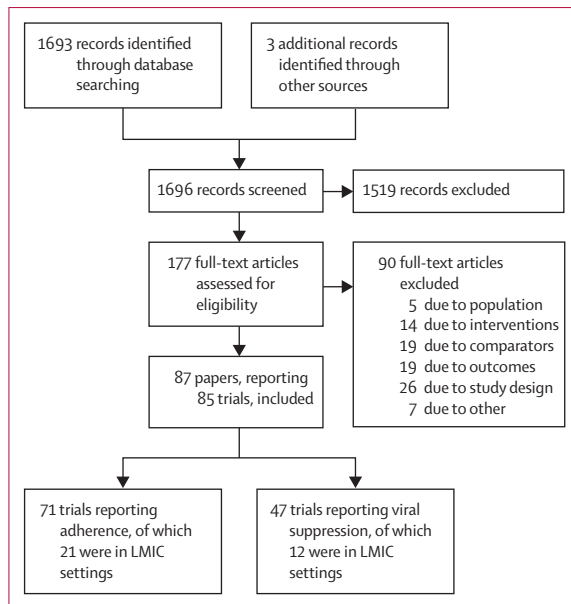 1693 records identified
through database
searching
3 additional records
identified through
other sources
1696 records screened
1519 records excluded
177 full-text articles
assessed for
eligibility
90 full-text articles
excluded
5 due to population
14 due to interventions
19 due to comparators
19 due to outcomes
26 due to study design
7 due to other
87 papers, reporting
85 trials, included
71 trials reporting
adherence, of which
21 were in LMIC
settings
47 trials reporting viral
suppression, of which
12 were in LMIC
settings